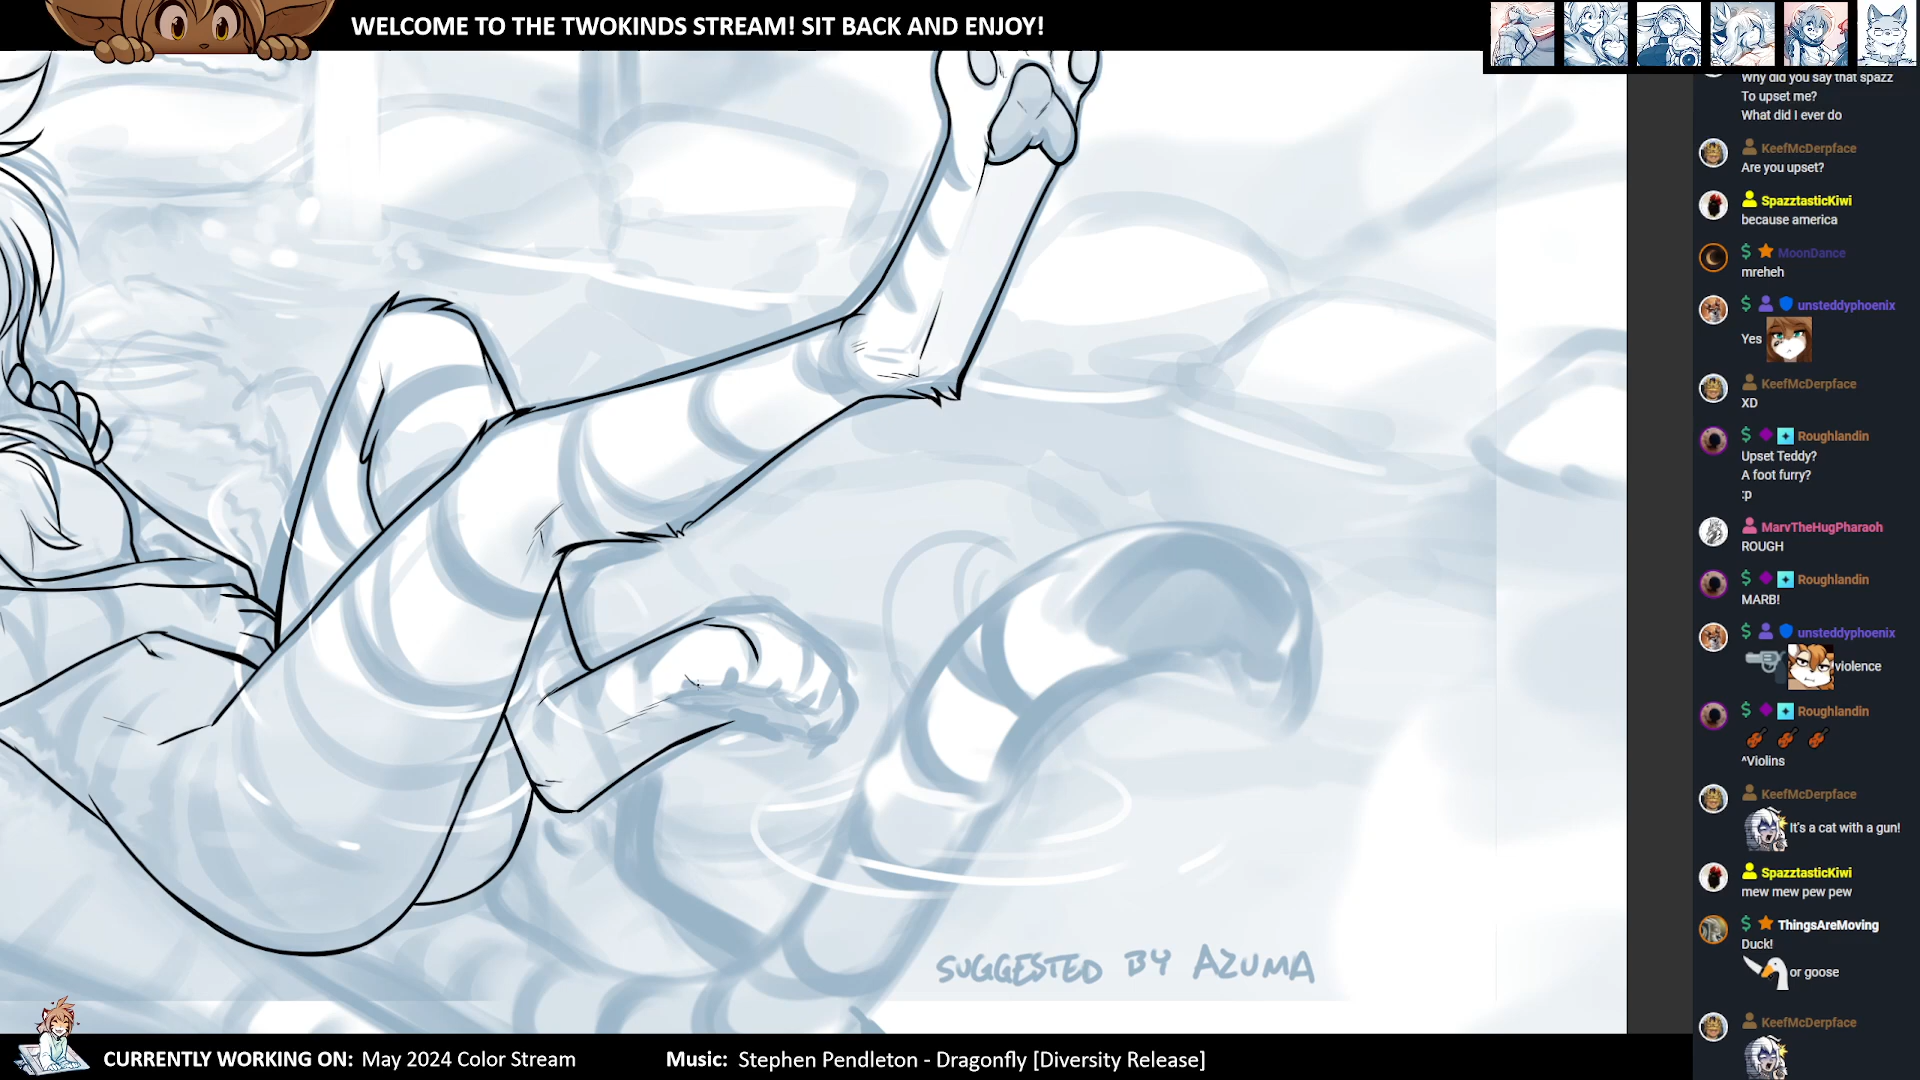 WELCOME TO THE TWOKINDS STREAM! SIT BACK AND ENJOY!
Why did you say that spazz
To upset me?
What did I ever do
KeefMcDerpface
Are you upset?
SpazztasticKiwi
because america
MoonDance
mreheh
unsteddyphoenix
Yes
KeefMcDerpface
XD
Roughlandin
Upset Teddy?
A foot furry?
:p
MarvTheHugPharaoh
ROUGH
Roughlandin
MARB!
unsteddyphoenix
violence
Roughlandin
^Violins
KeefMcDerpface
It's a cat with a gun!
SpazztasticKiwi
mew mew pew pew
ThingsAreMoving
Duck!
or goose
KeefMcDerpface
SUGGESTED BY AZUMA
CURRENTLY WORKING ON: May 2024 Color Stream
Music: Stephen Pendleton - Dragonfly [Diversity Release]